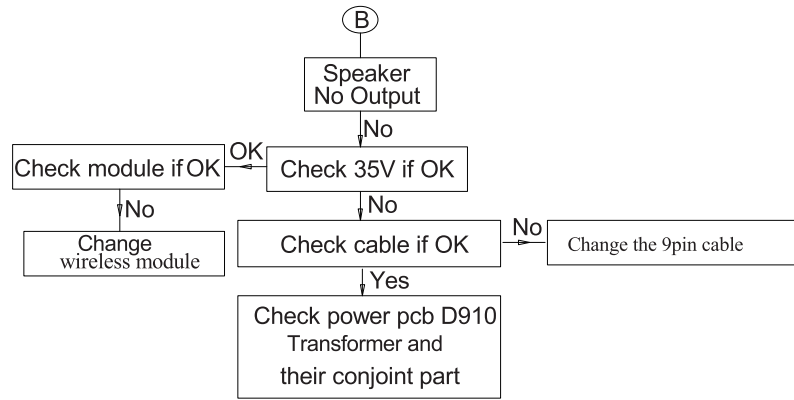 B
Speaker
No Output
No
Check 35V if OK
OK
Check module if OK
No
Change
wireless module
No
Check cable if OK
No
Change the 9pin cable
Yes
Check power pcb D910
Transformer and
their conjoint part